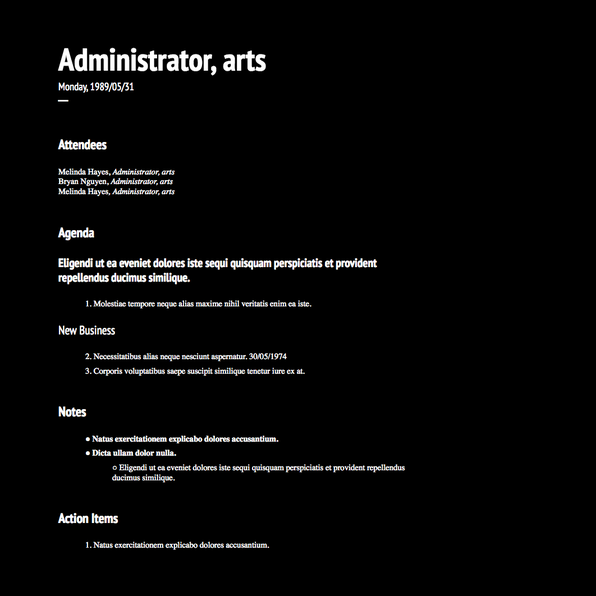 Administrator, arts
Monday, 1989/05/31
—
Attendees
Melinda Hayes, Administrator, arts
Bryan Nguyen, Administrator, arts
Melinda Hayes, Administrator, arts
Agenda
Eligendi ut ea eveniet dolores iste sequi quisquam perspiciatis et provident
repellendus ducimus similique.
1. Molestiae tempore neque alias maxime nihil veritatis enim ea iste.
New Business
2. Necessitatibus alias neque nesciunt aspernatur. 30/05/1974
3. Corporis voluptatibus saepe suscipit similique tenetur iure ex at.
Notes
● Natus exercitationem explicabo dolores accusantium.
● Dicta ullam dolor nulla.
○ Eligendi ut ea eveniet dolores iste sequi quisquam perspiciatis et provident repellendus
ducimus similique.
Action Items
1. Natus exercitationem explicabo dolores accusantium.